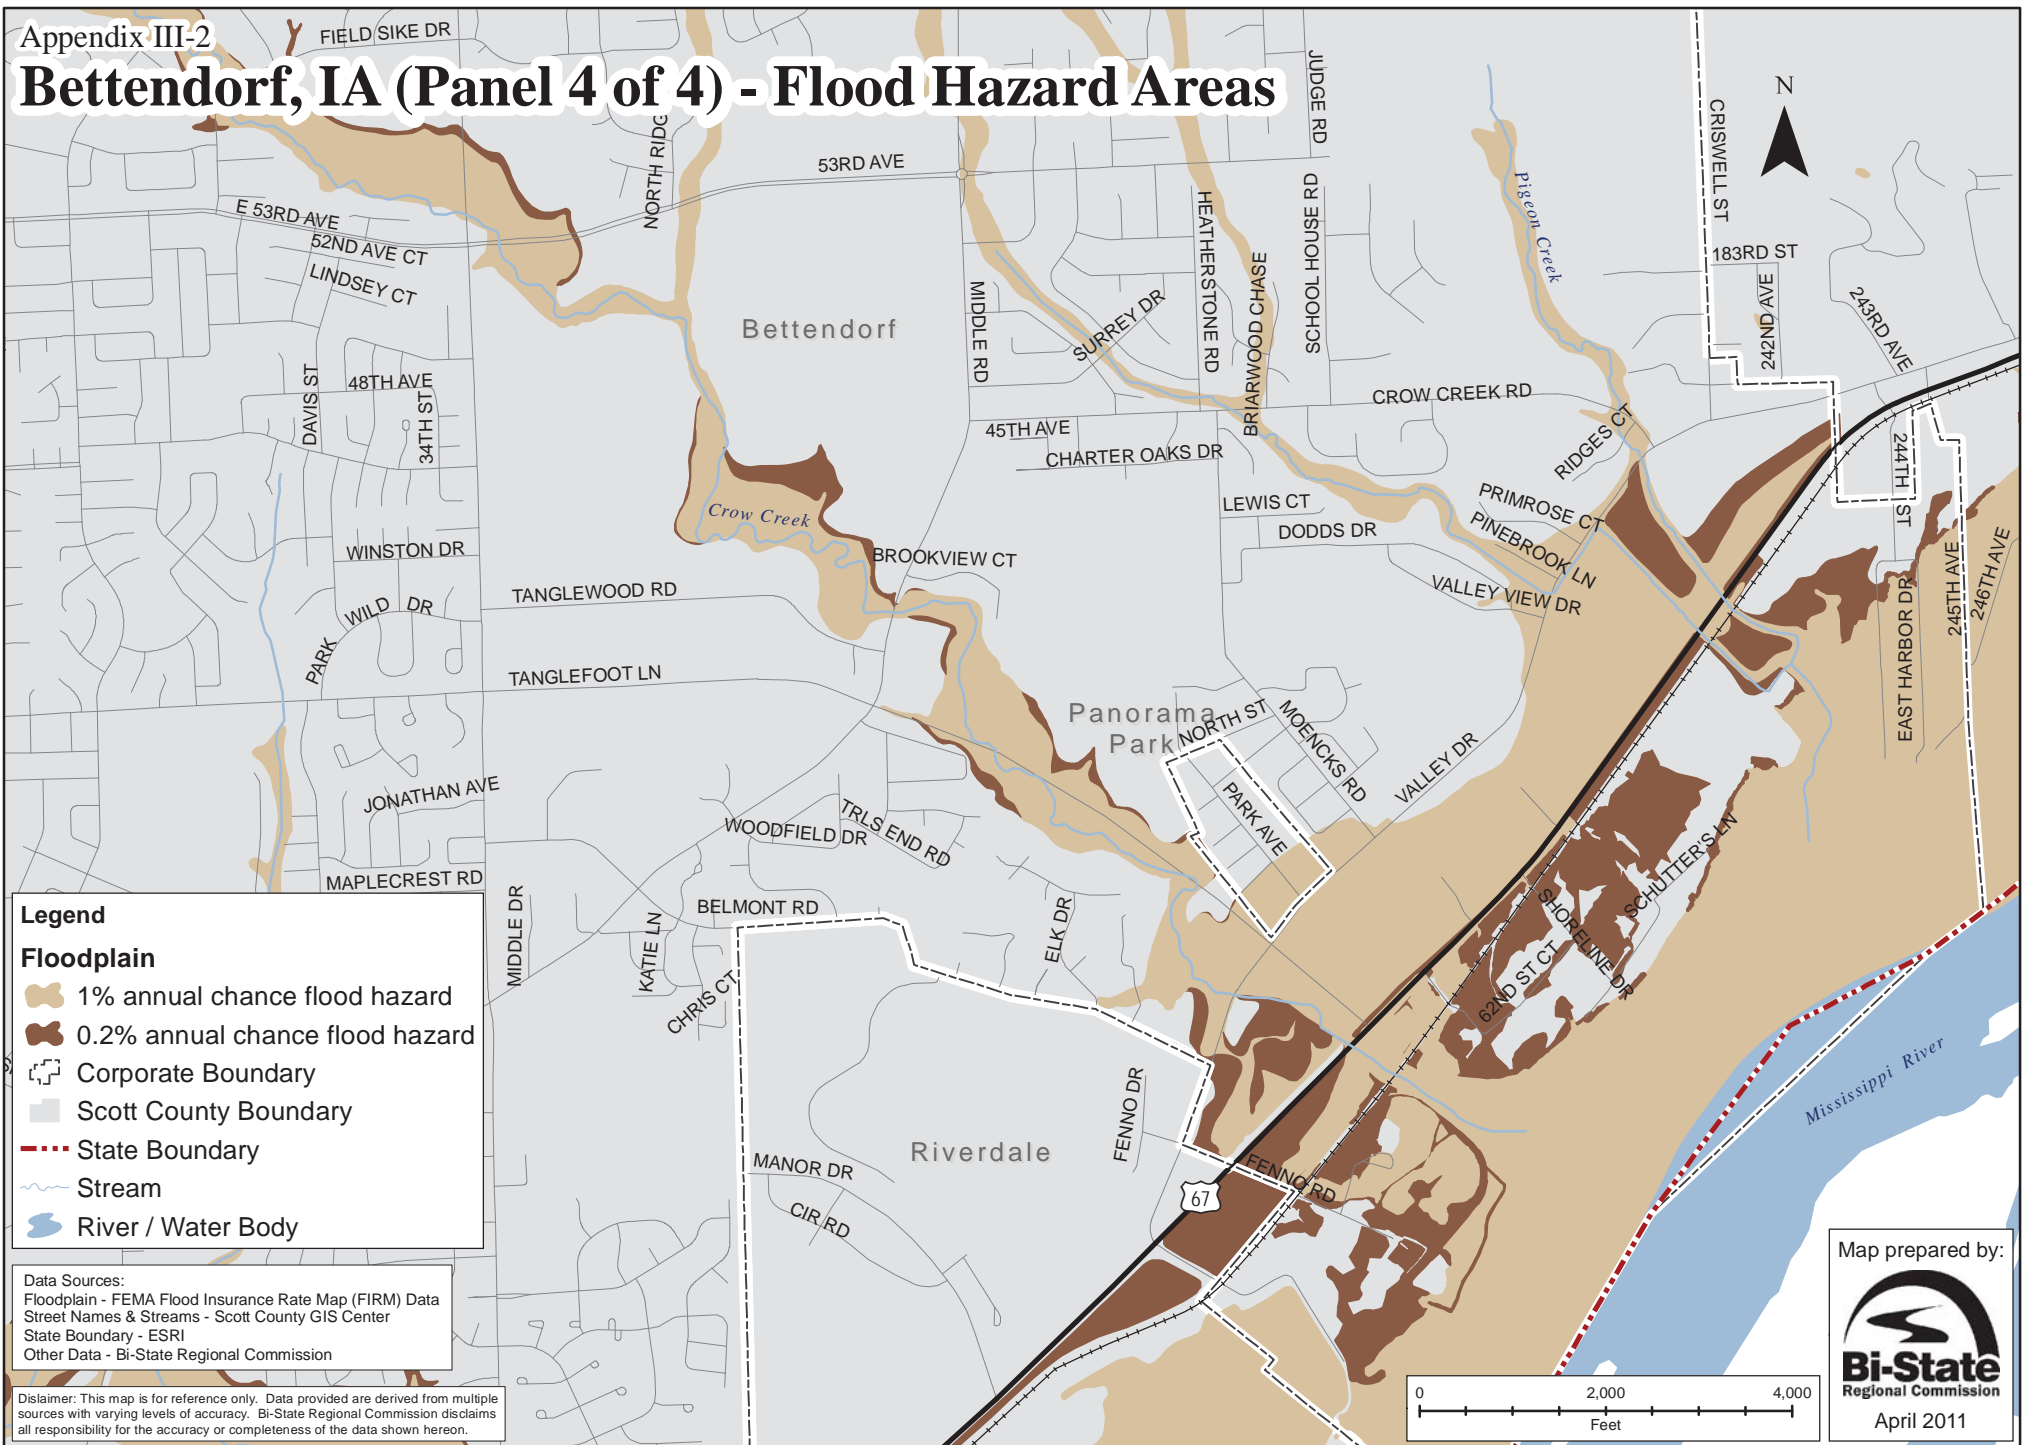 Appendix III-2
Bettendorf, IA (Panel 4 of 4) - Flood Hazard Areas
FIELD SIKE DR
JUDGE RD
N
CRISWELL ST
NORTH RIDG
53RD AVE
E 53RD AVE
52ND AVE CT
LINDSEY CT
HEATHERSTONE RD
SCHOOL HOUSE RD
Pigeon Creek
183RD ST
242ND AVE
243RD AVE
Bettendorf
MIDDLE RD
SURREY DR
BRIARWOOD CHASE
DAVIS ST
48TH AVE
34TH ST
CROW CREEK RD
45TH AVE
CHARTER OAKS DR
RIDGES CT
244TH ST
Crow Creek
LEWIS CT
DODDS DR
PRIMROSE CT
PINEBROOK LN
VALLEY VIEW DR
WINSTON DR
BROOKVIEW CT
245TH AVE
246TH AVE
EAST HARBOR DR
PARK WILD DR
TANGLEWOOD RD
TANGLEFOOT LN
Panorama
Park
NORTH ST
MOENCKS RD
PARK AVE
VALLEY DR
JONATHAN AVE
WOODFIELD DR
TRLS END RD
MAPLECREST RD
SCHUTTER'S LN
SHORELINE DR
62ND ST CT
MIDDLE DR
KATIE LN
BELMONT RD
CHRIS CT
ELK DR
Mississippi River
Riverdale
FENNO DR
FENNO RD
67
MANOR DR
CIR RD
Legend
Floodplain
1% annual chance flood hazard
0.2% annual chance flood hazard
Corporate Boundary
Scott County Boundary
State Boundary
Stream
River / Water Body
Data Sources:
Floodplain - FEMA Flood Insurance Rate Map (FIRM) Data
Street Names & Streams - Scott County GIS Center
State Boundary - ESRI
Other Data - Bi-State Regional Commission
Dislaimer: This map is for reference only. Data provided are derived from multiple
sources with varying levels of accuracy. Bi-State Regional Commission disclaims
all responsibility for the accuracy or completeness of the data shown hereon.
0 2,000 4,000
Feet
Map prepared by:
Bi-State
Regional Commission
April 2011